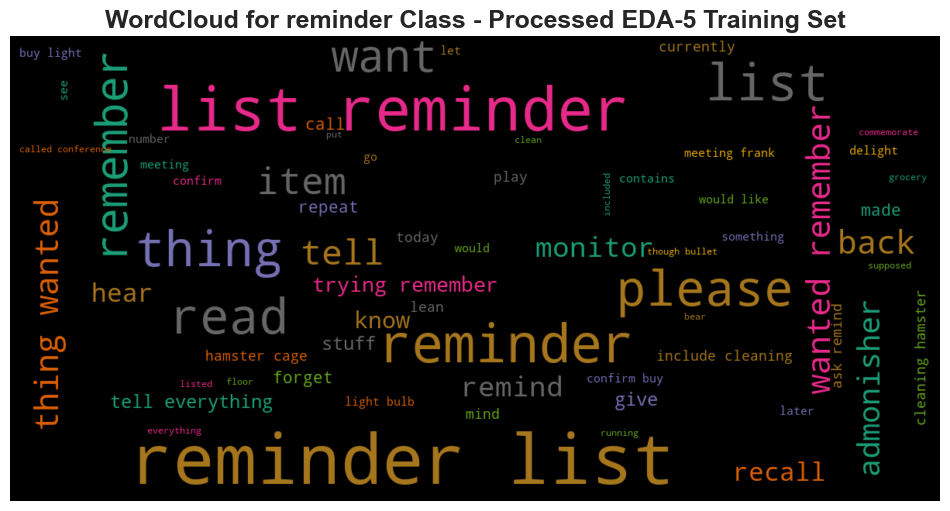 WordCloud for reminder Class - Processed EDA-5 Training Set
buy light
want
let
currently
see
remember
list reminder
list
call
put
number
clean
called conference
commemorate
meeting
go
meeting frank
delight
confirm
item
play
included
contains
grocery
repeat
would like
made
thing wanted
thing
tell
today
would
monitor
something
though bullet
wanted remember
back
supposed
hear
trying remember
please
read
lean
know
bear
stuff
reminder
ask remind
admonisher
cleaning hamster
hamster cage
include cleaning
listed
floor
forget
remind
confirm buy
tell everything
light bulb
give
mind
later
everything
running
reminder list
recall